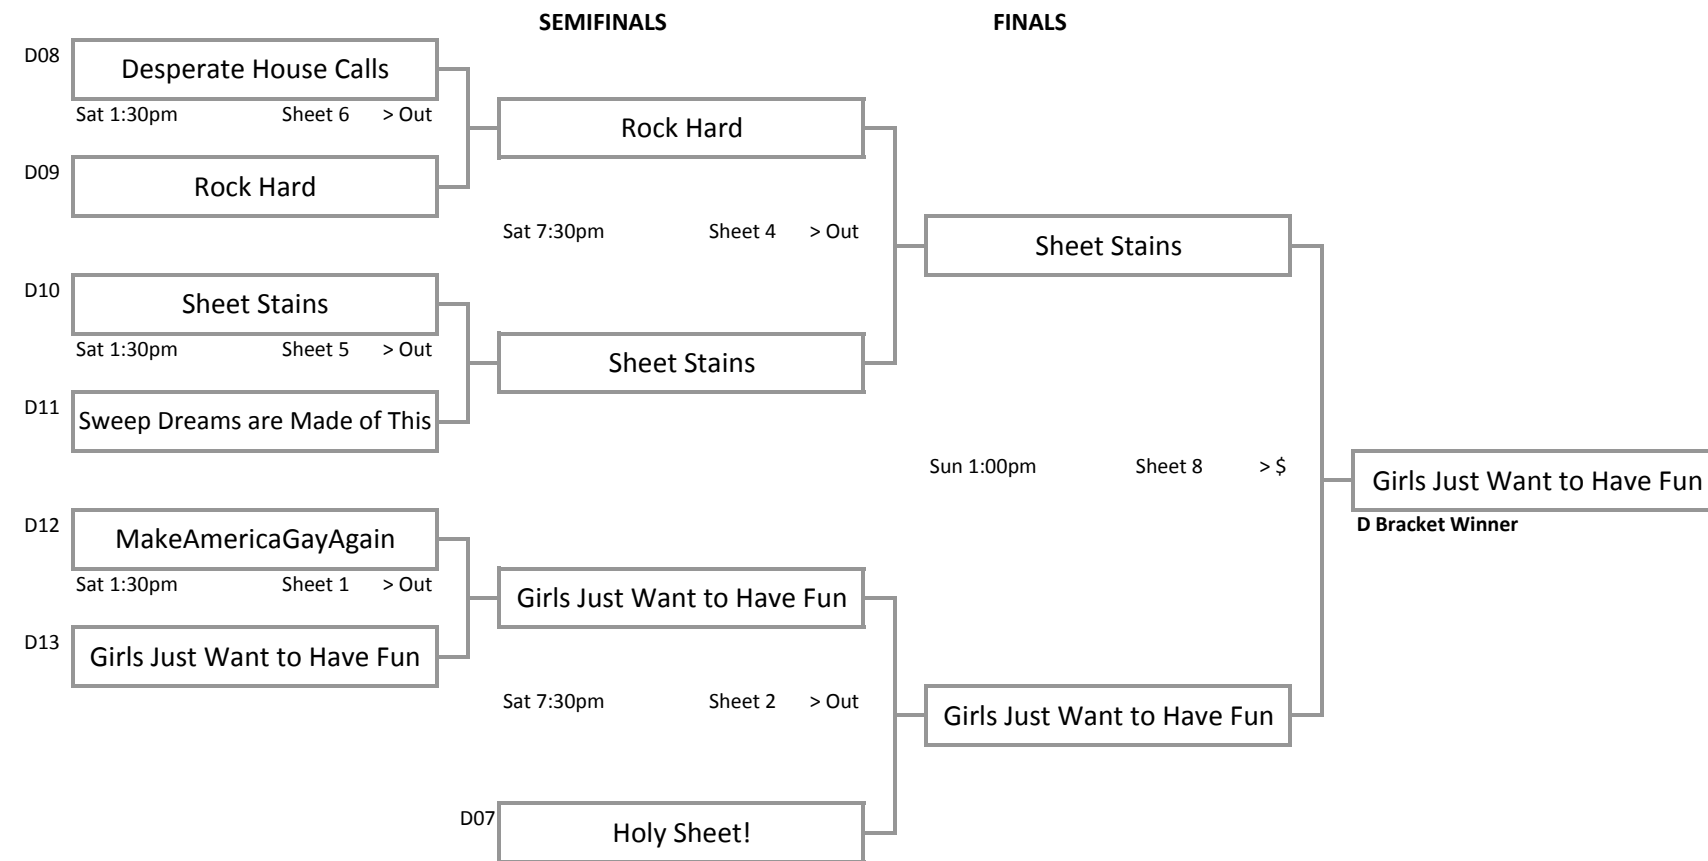 SEMIFINALS FINALS
D08 Desperate House Calls
Sat 1:30pm Sheet 6 > Out
Rock Hard
D09 Rock Hard
Sat 7:30pm Sheet 4 > Out
Sheet Stains
D10 Sheet Stains
Sat 1:30pm Sheet 5 > Out
Sheet Stains
D11 Sweep Dreams are Made of This
Sun 1:00pm Sheet 8 > $
Girls Just Want to Have Fun
D Bracket Winner
D12 MakeAmericaGayAgain
Sat 1:30pm Sheet 1 > Out
Girls Just Want to Have Fun
D13 Girls Just Want to Have Fun
Sat 7:30pm Sheet 2 > Out
Girls Just Want to Have Fun
D07 Holy Sheet!